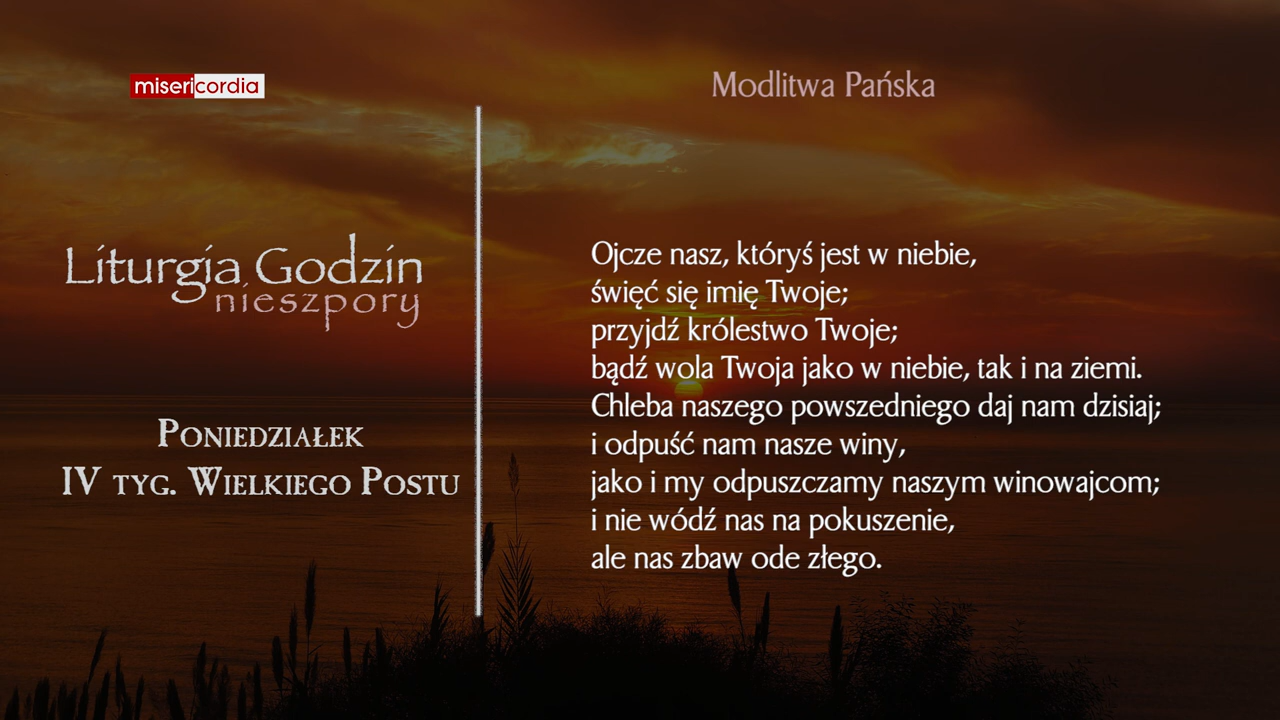 misericordia
Liturgia Godzin
nieszpory
Poniedziałek
IV tyg. Wielkiego Postu
Modlitwa Pańska
Ojcze nasz, któryś jest w niebie,
święć się imię Twoje;
przyjdź królestwo Twoje;
bądź wola Twoja jako w niebie, tak i na ziemi.
Chleba naszego powszedniego daj nam dzisiaj;
i odpuść nam nasze winy,
jako i my odpuszczamy naszym winowajcom;
i nie wódź nas na pokuszenie,
ale nas zbaw ode złego.